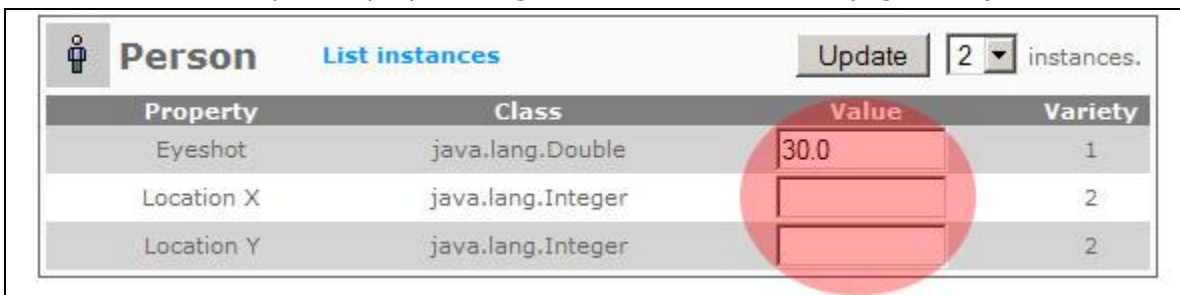 Person List instances Update 2 instances.
Property Class Value Variety
Eyeshot java.lang.Double 30.0 1
Location X java.lang.Integer 2
Location Y java.lang.Integer 2